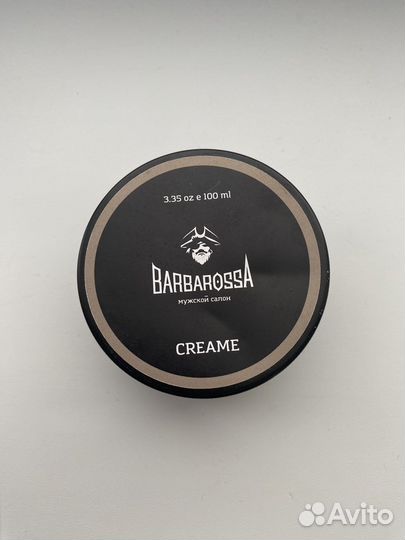 3.35 oz e 100 ml
BARBAROSSA
мужской салон
CREAME
Avito